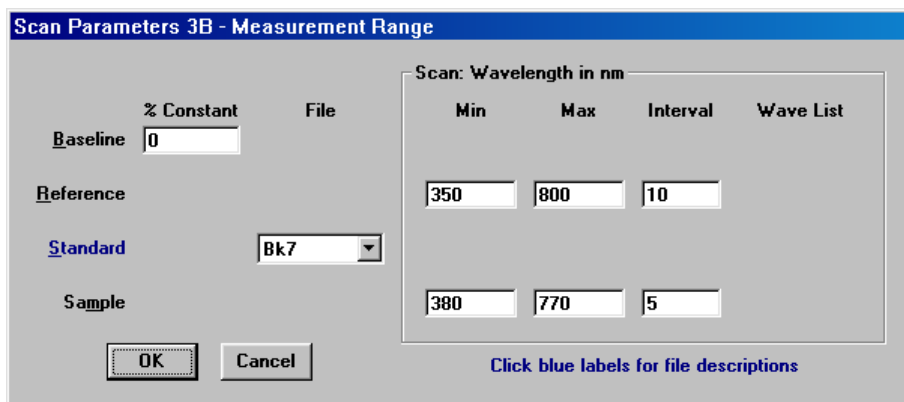 Scan Parameters 3B - Measurement Range
Scan: Wavelength in nm
% Constant File Min Max Interval Wave List
Baseline 0
Reference 350 800 10
Standard Bk7
Sample 380 770 5
OK Cancel
Click blue labels for file descriptions